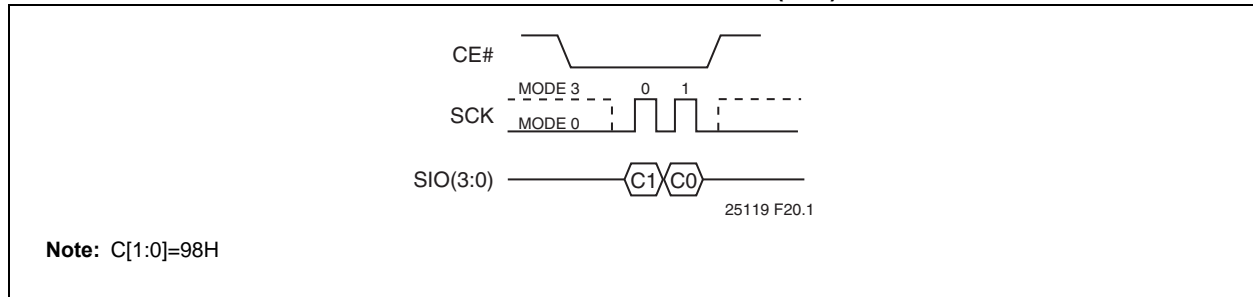 CE#
MODE 3 0 1
SCK
MODE 0
SIO(3:0) C1 C0
25119 F20.1
Note: C[1:0]=98H